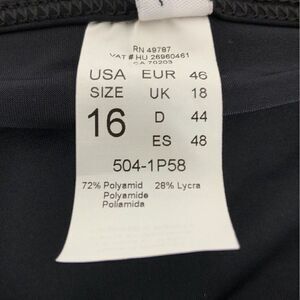 RN 49787
VAT # HU 26960461
CA 70203
USA EUR 46
SIZE UK 18
16 D 44
ES 48
504-1P58
72% Polyamid 28% Lycra
Polyamide
Poliamida